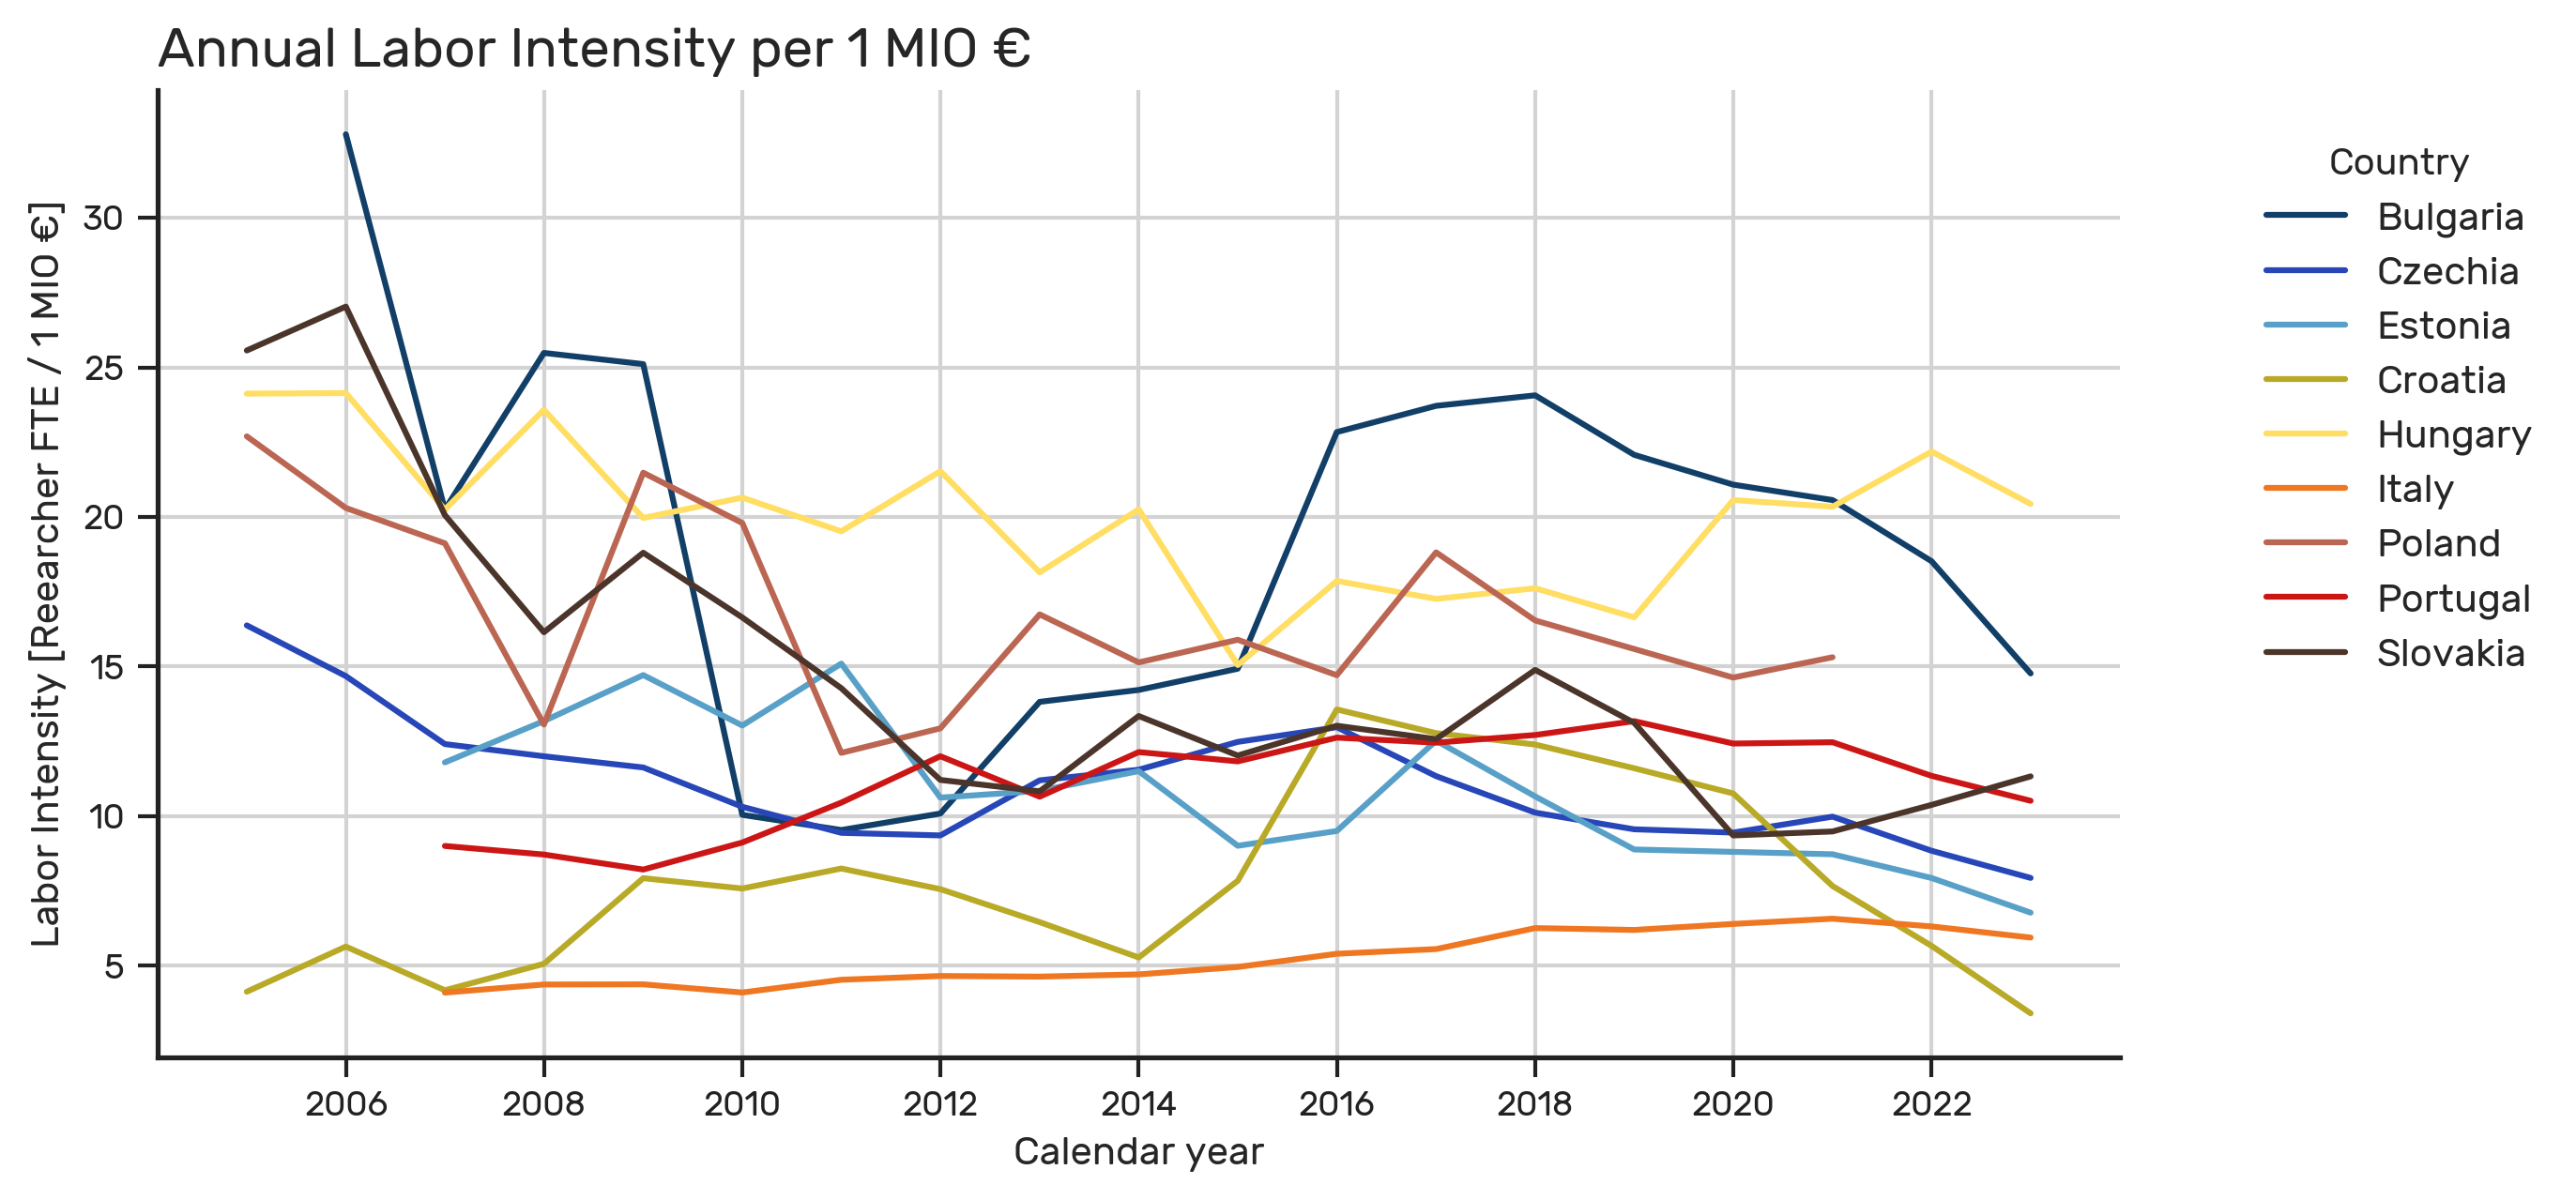 Annual Labor Intensity per 1 MIO €
Labor Intensity [Reearcher FTE / 1 MIO €]
30
25
20
15
10
5
2006
2008
2010
2012
2014
2016
2018
2020
2022
Calendar year
Country
Bulgaria
Czechia
Estonia
Croatia
Hungary
Italy
Poland
Portugal
Slovakia